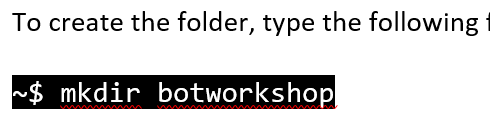 To create the folder, type the following
~$ mkdir botworkshop